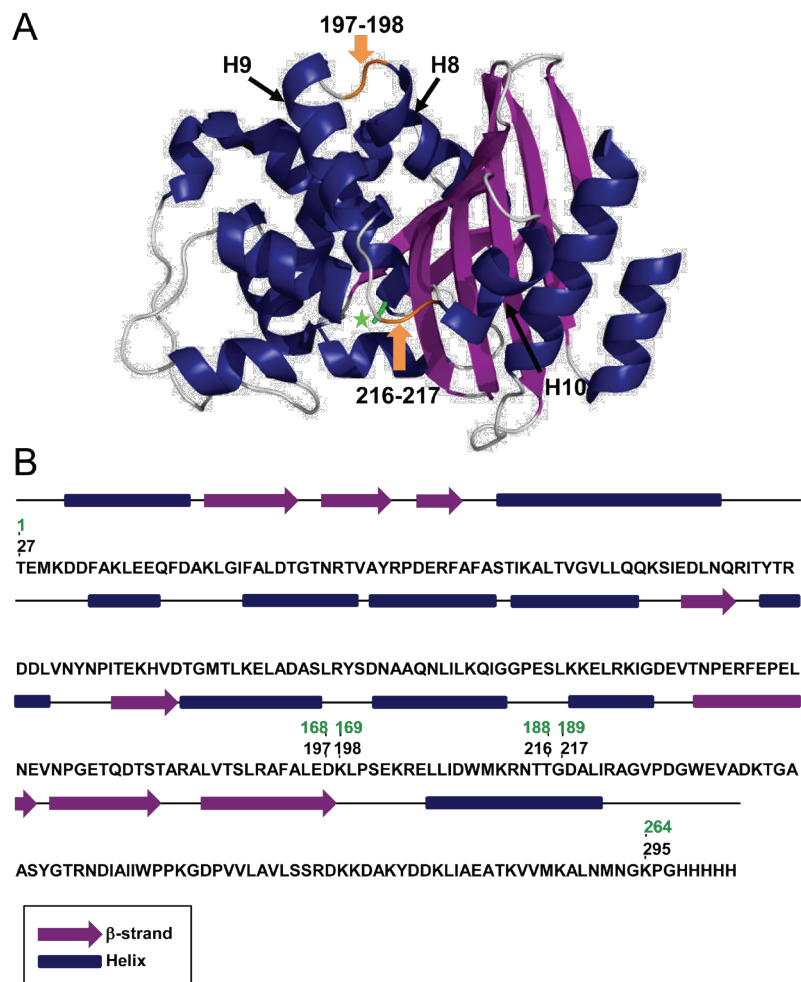 A
197-198
H9
H8
216-217
H10
B
1
27
TEMKDDFAKLEEQFDAKLGIFALDTGTNRTVAYRPDERFAFASTIKALTVGVLLQQKSIEDLNQRITYTR
DDLVNYNPITEKHVDTGMTLKELADASLRYSDNAAQNLILKQIGGPESLKKELRKIGDEVTNPERFEPEL
168 169 188 189
197 198 216 217
NEVNPGETQDTSTARALVTSLRAFALEDKLPSEKRELLIDWMKRNTTGDALIRAGVPDGWEVADKTGA
264
295
ASYGTRNDIAIIWPPKGDPVVLAVLSSRDKKDAKYDDKLIAEATKVVMKALNMNGKPGHHHHH
β-strand
Helix